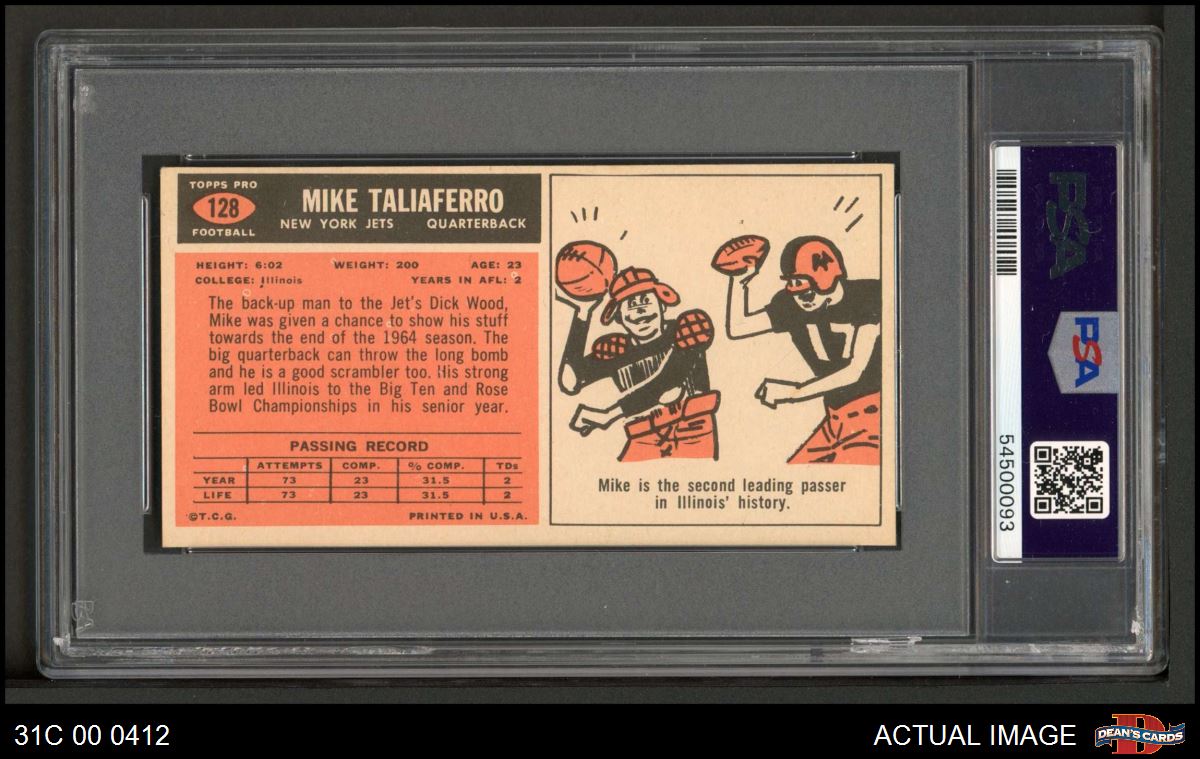 TOPPS PRO
128
FOOTBALL
MIKE TALIAFERRO
NEW YORK JETS QUARTERBACK
HEIGHT: 6:02 WEIGHT: 200 AGE: 23
COLLEGE: Illinois YEARS IN AFL: 2
The back-up man to the Jet's Dick Wood,
Mike was given a chance to show his stuff
towards the end of the 1964 season. The
big quarterback can throw the long bomb
and he is a good scrambler too. His strong
arm led Illinois to the Big Ten and Rose
Bowl Championships in his senior year.
PASSING RECORD
ATTEMPTS COMP. % COMP. TDs
YEAR 73 23 31.5 2
LIFE 73 23 31.5 2
©T.C.G. PRINTED IN U.S.A.
17
Mike is the second leading passer
in Illinois' history.
PSA
PSA
54500093
PSA
31C 00 0412
ACTUAL IMAGE
D
DEAN'S CARDS